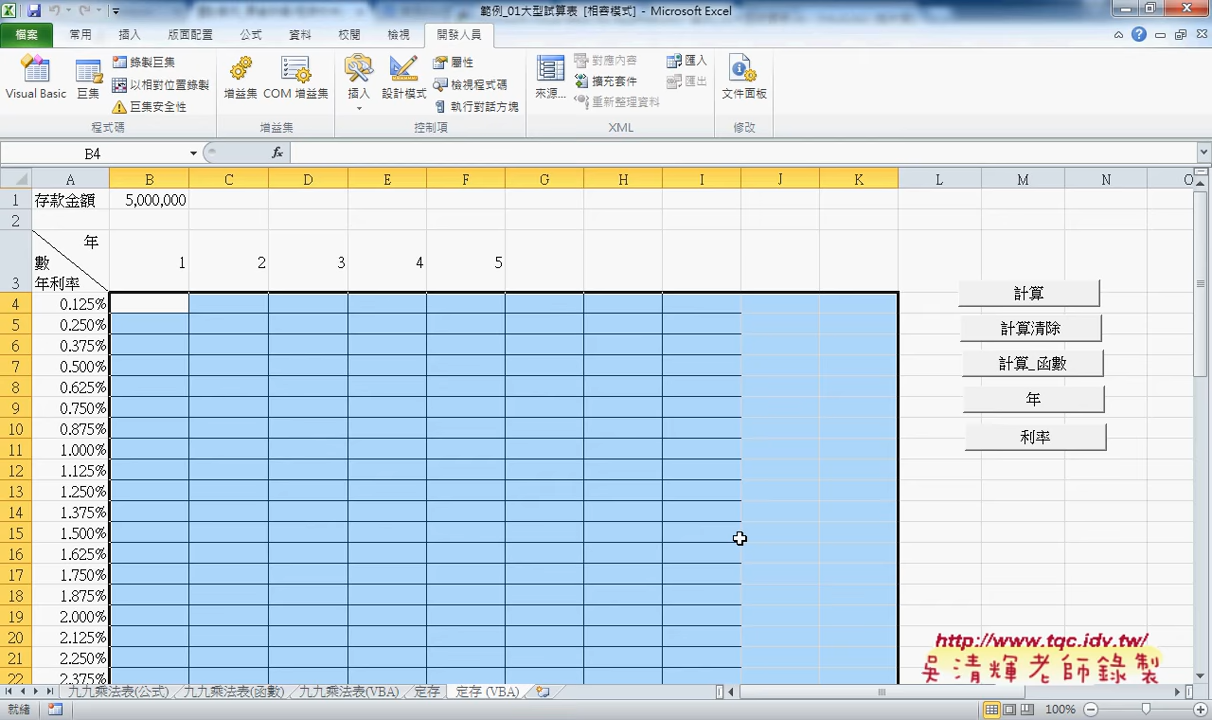 範例_01大型試算表 [相容模式] - Microsoft Excel
檔案 常用 插入 版面配置 公式 資料 校閱 檢視 開發人員
Visual Basic 巨集 錄製巨集 以相對位置錄製 巨集安全性 程式碼
增益集 COM 增益集 增益集
插入 設計模式 屬性 檢視程式碼 執行對話方塊 控制項
來源... 對應內容 擴充套件 重新整理資料 匯入 匯出 XML
文件面板 修改
B4 fx
A B C D E F G H I J K L M N O
1 存款金額 5,000,000
2
年
數 1 2 3 4 5
3 年利率
4 0.125%
5 0.250%
6 0.375%
7 0.500%
8 0.625%
9 0.750%
10 0.875%
11 1.000%
12 1.125%
13 1.250%
14 1.375%
15 1.500%
16 1.625%
17 1.750%
18 1.875%
19 2.000%
20 2.125%
21 2.250%
22 2.375%
計算
計算清除
計算_函數
年
利率
http://www.tqc.idv.tw/
吳清輝老師錄製
九九乘法表(公式) 九九乘法表(函數) 九九乘法表(VBA) 定存 定存 (VBA)
就緒 100%